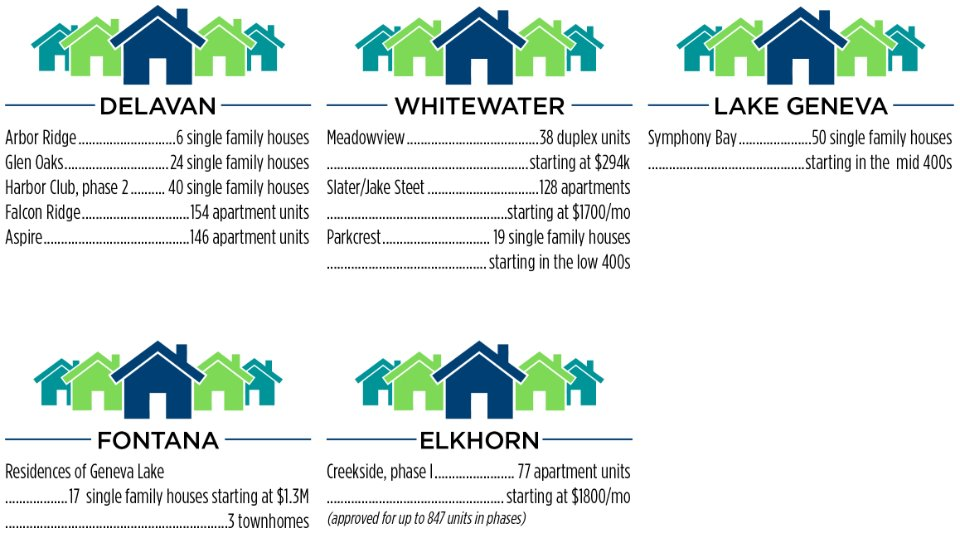 DELAVAN
Arbor Ridge............................6 single family houses
Glen Oaks..............................24 single family houses
Harbor Club, phase 2.......... 40 single family houses
Falcon Ridge...............................154 apartment units
Aspire..........................................146 apartment units
WHITEWATER
Meadowview......................................38 duplex units
..........................................................starting at $294k
Slater/Jake Steet................................128 apartments
....................................................starting at $1700/mo
Parkcrest............................... 19 single family houses
.............................................. starting in the low 400s
LAKE GENEVA
Symphony Bay.....................50 single family houses
.............................................starting in the mid 400s
FONTANA
Residences of Geneva Lake
..................17 single family houses starting at $1.3M
................................................................3 townhomes
ELKHORN
Creekside, phase I....................... 77 apartment units
................................................... starting at $1800/mo
(approved for up to 847 units in phases)